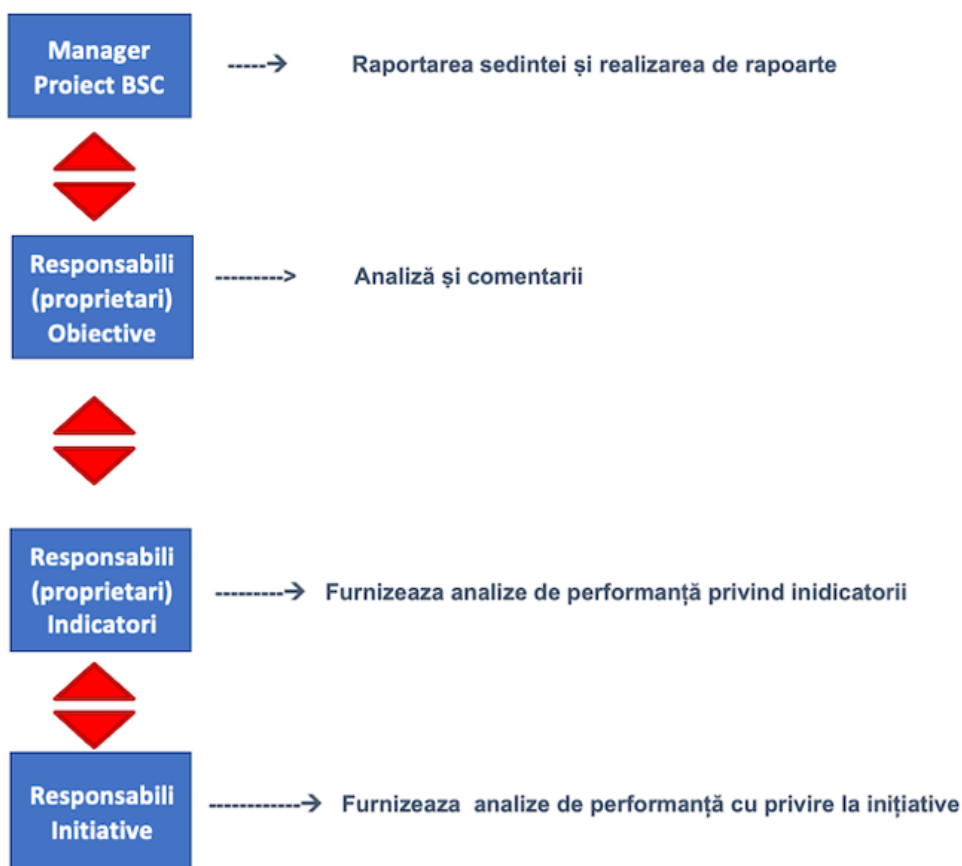 Manager
Proiect BSC
-----→ Raportarea sedintei și realizarea de rapoarte
Responsabili
(proprietari)
Obiective
---------> Analiză și comentarii
Responsabili
(proprietari)
Indicatori
---------→ Furnizeaza analize de performanță privind inidicatorii
Responsabili
Initiative
------------→ Furnizeaza analize de performanță cu privire la inițiative